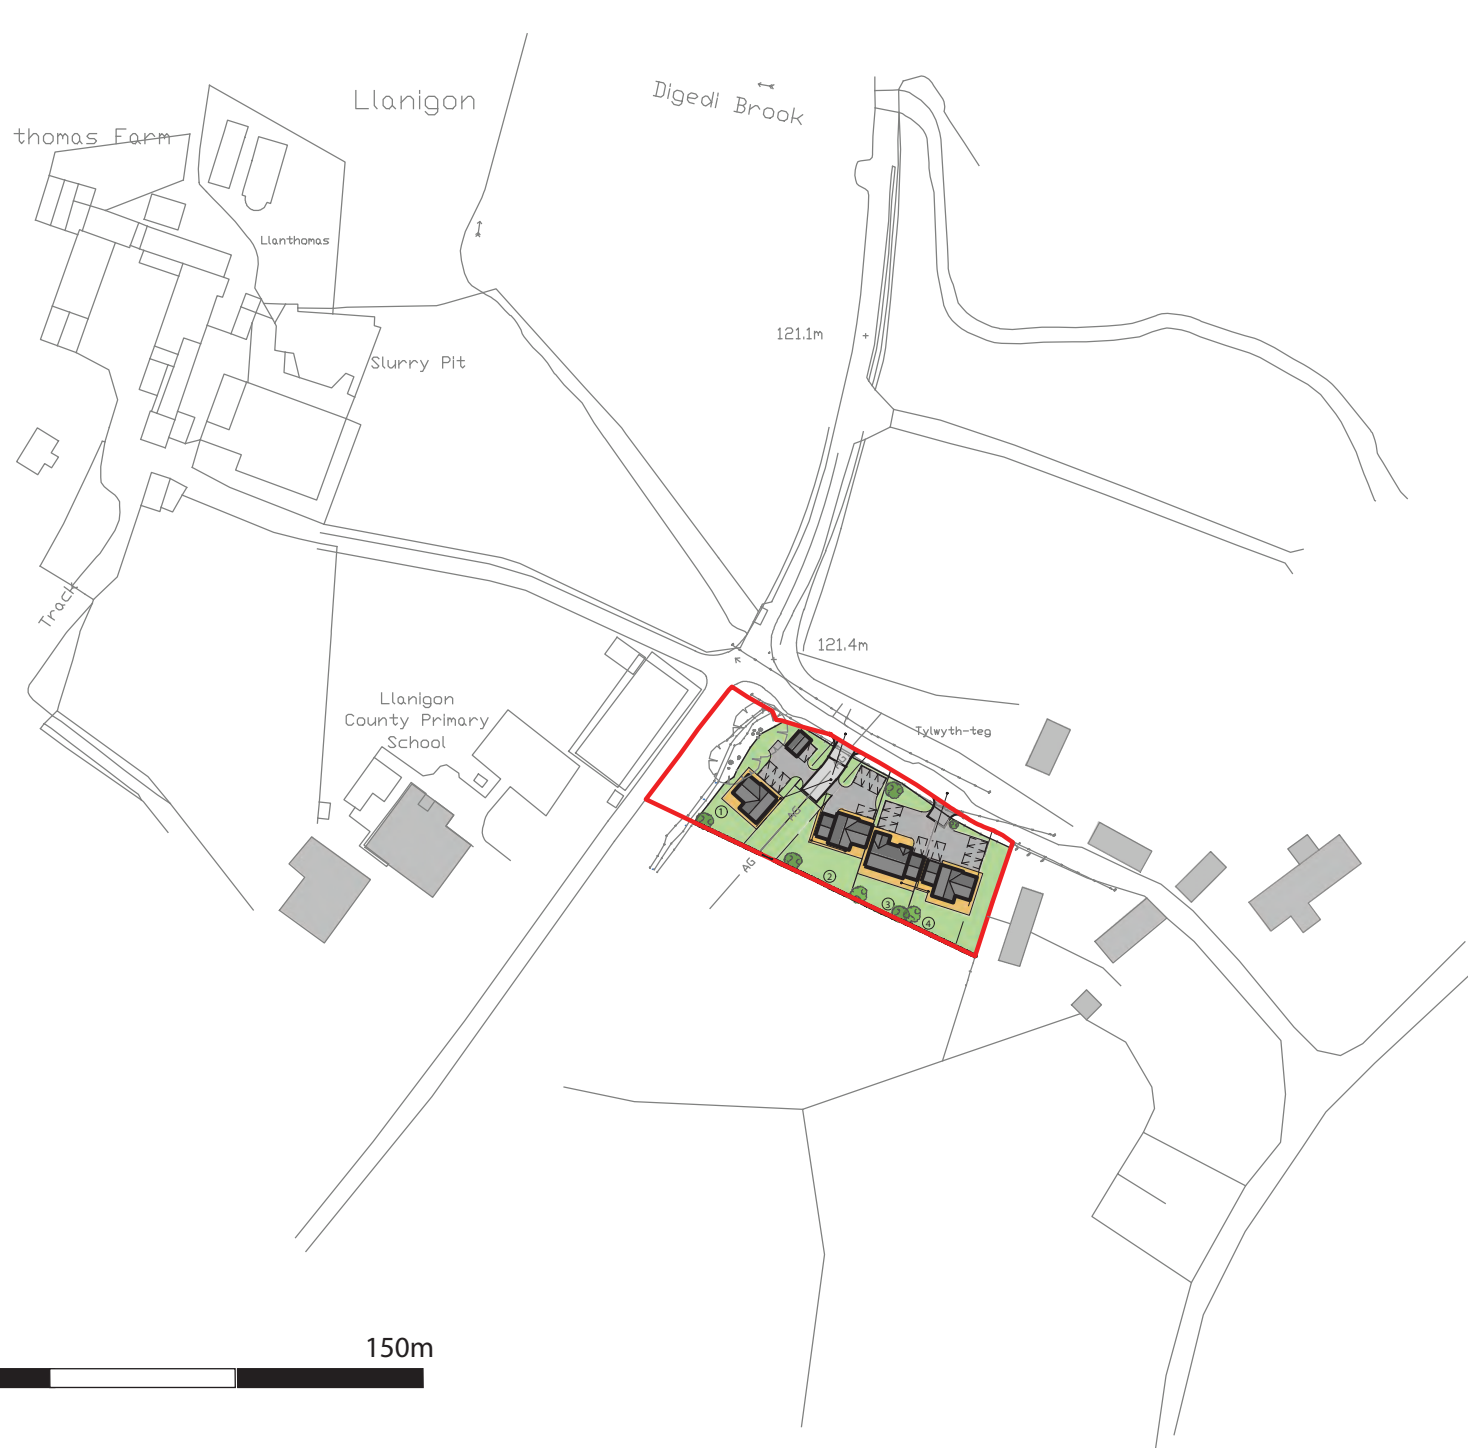 Llanigon
Digedi Brook
thomas Farm
Llanthomas
121.1m
Slurry Pit
Track
121.4m
Llanigon
County Primary
School
Tylwyth-teg
AG
AG
1
2
3
4
150m